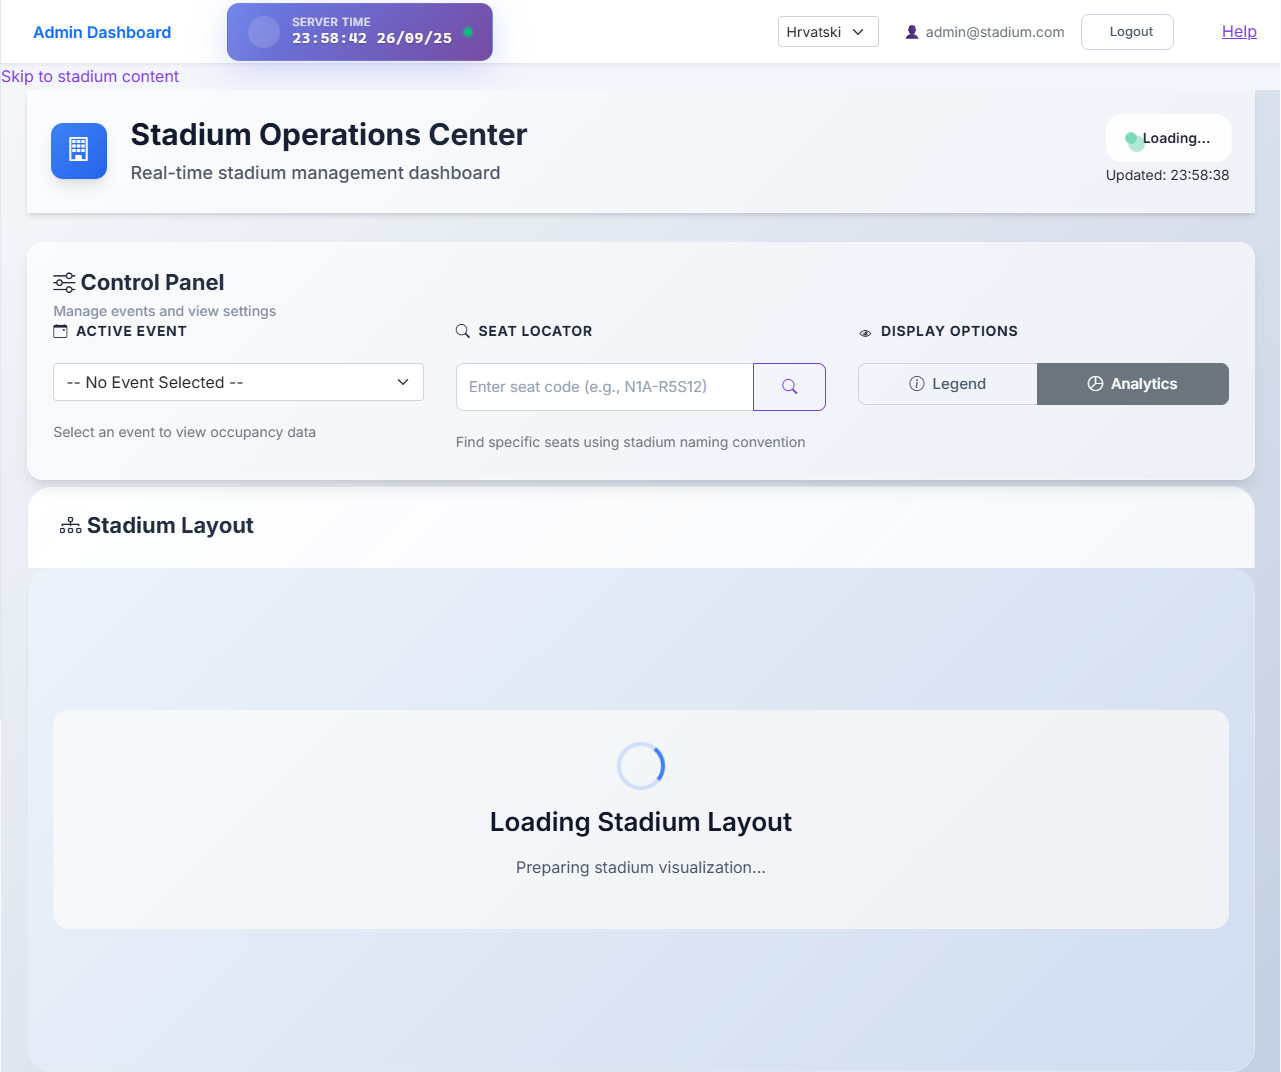 Admin Dashboard
SERVER TIME
23:58:42 26/09/25
Hrvatski
admin@stadium.com
Logout
Help
Skip to stadium content
Stadium Operations Center
Real-time stadium management dashboard
Loading...
Updated: 23:58:38
Control Panel
Manage events and view settings
ACTIVE EVENT
-- No Event Selected --
Select an event to view occupancy data
SEAT LOCATOR
Enter seat code (e.g., N1A-R5S12)
Find specific seats using stadium naming convention
DISPLAY OPTIONS
Legend
Analytics
Stadium Layout
Loading Stadium Layout
Preparing stadium visualization...